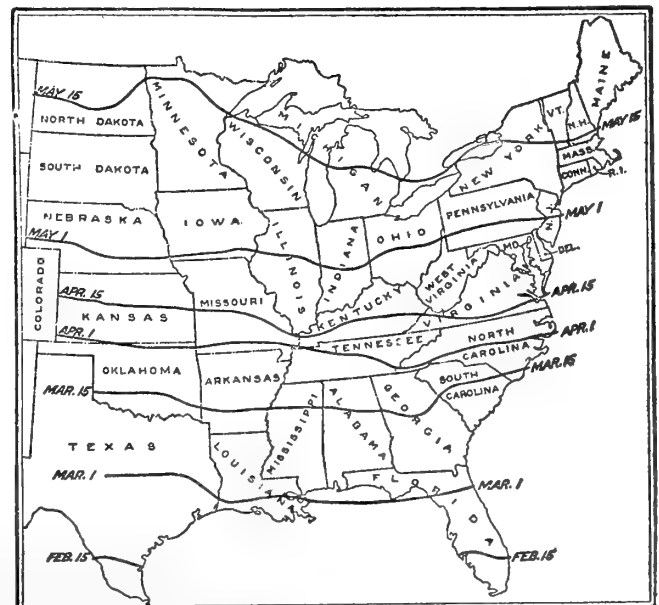 MAINE
MAY 15
MINNESOTA
VT.
N.H.
NORTH DAKOTA
WISCONSIN
MICHIGAN
NEW YORK
MAY 15
MASS.
CONN.
R.I.
SOUTH DAKOTA
NEBRASKA
IOWA
PENNSYLVANIA
MAY 1
MAY 1
ILLINOIS
INDIANA
OHIO
N.J.
MD.
DEL.
WEST
VIRGINIA
COLORADO
APR. 15
MISSOURI
KENTUCKY
VIRGINIA
APR. 15
KANSAS
APR. 1
TENNESSEE
NORTH
CAROLINA
APR. 1
OKLAHOMA
ARKANSAS
MAR. 15
SOUTH
CAROLINA
MAR. 15
MISSISSIPPI
ALABAMA
GEORGIA
TEXAS
LOUISIANA
MAR. 1
FLORIDA
MAR. 1
FEB. 15
FEB. 15